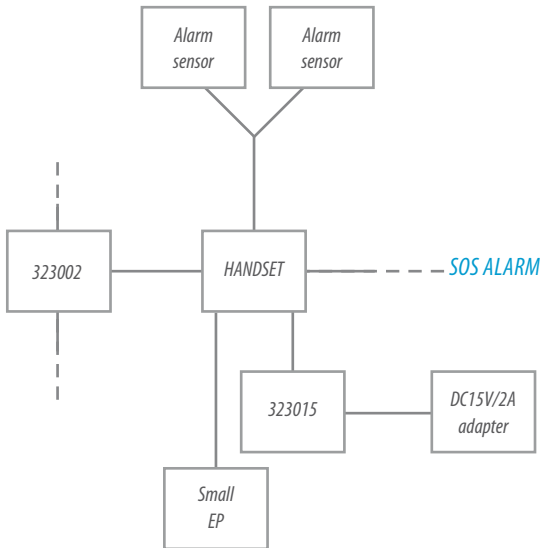 Alarm
sensor
Alarm
sensor
323002
HANDSET
SOS ALARM
323015
DC15V/2A
adapter
Small
EP